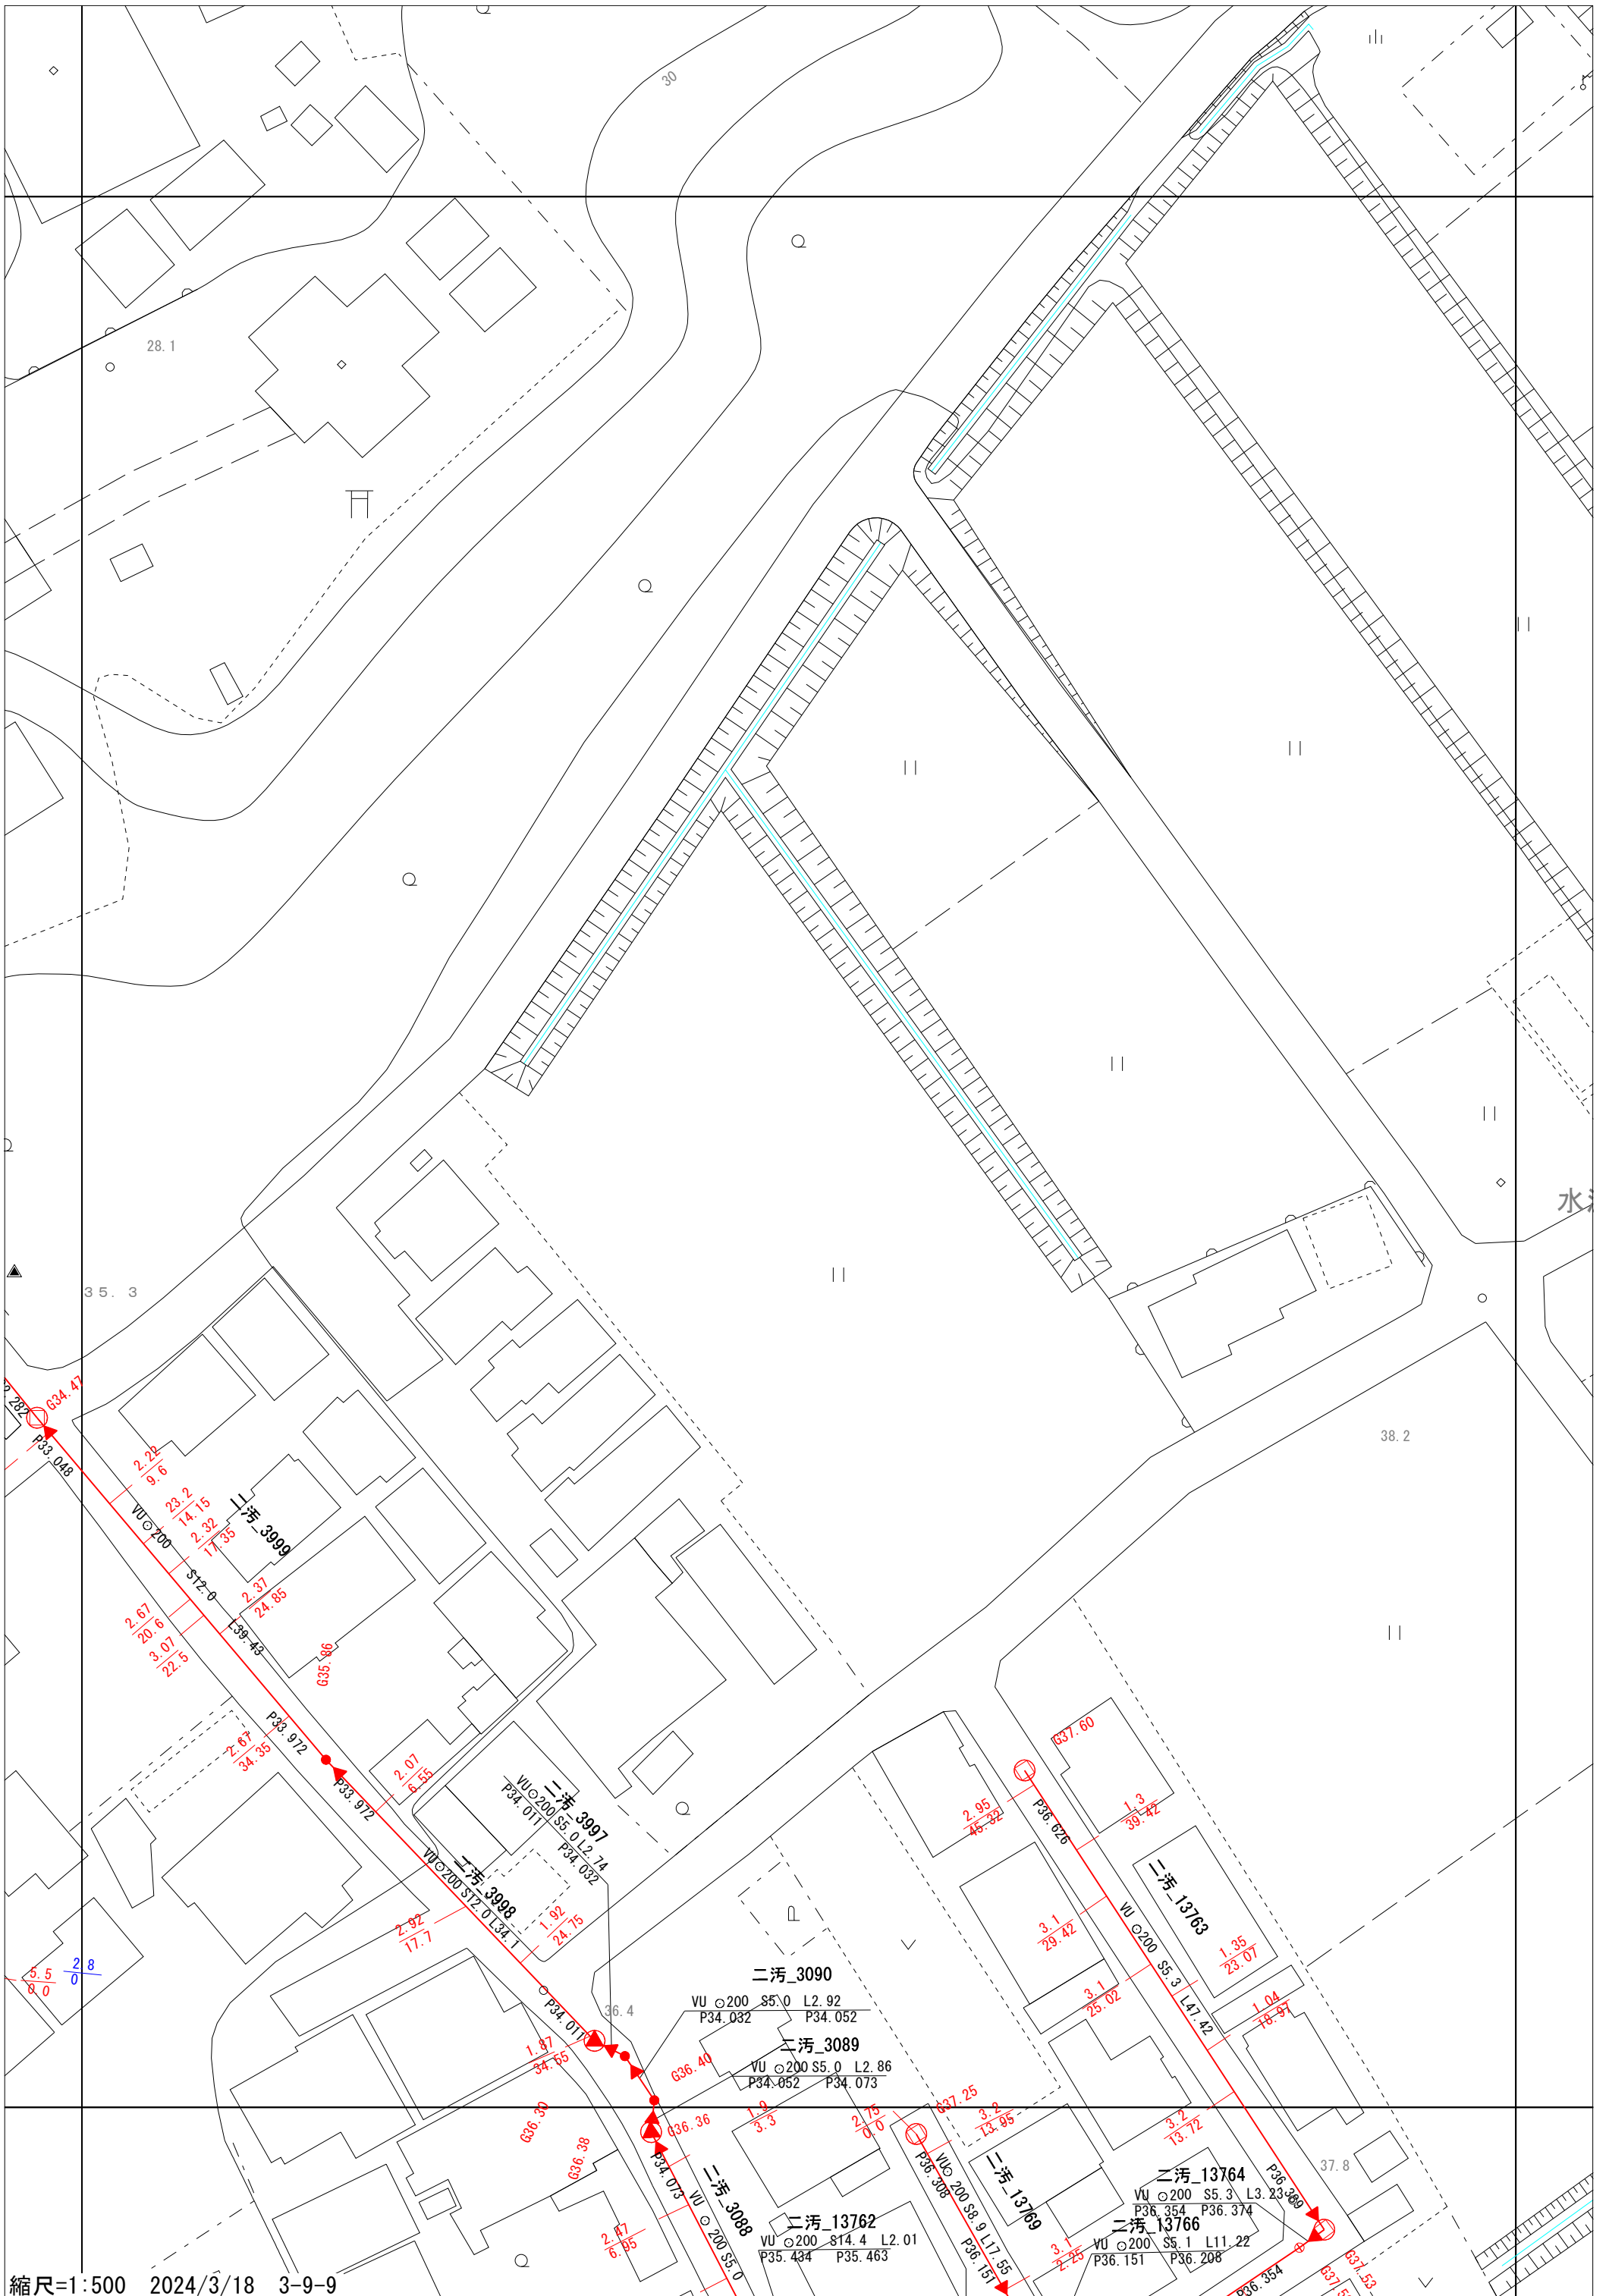 30
28.1
水
35. 3
38.2
G34.47
P33.048
2.22
9.6
23.2
14.15
2.32
17.35
二汚_3999
VU⊙200
S12.0
L39.43
2.37
24.85
2.67
20.6
3.07
22.5
G35.86
P33.972
2.67
34.35
P33.972
2.07
6.55
二汚_3997
VU⊙200 S5.0 L2.74
P34.011 P34.032
二汚_3998
VU⊙200 S12.0 L34.1
2.92
17.7
1.92
24.75
5.5
0.0
2.8
0
P34.011
36.4
1.87
34.65
二汚_3090
VU ⊙200 S5.0 L2.92
P34.032 P34.052
二汚_3089
VU ⊙200 S5.0 L2.86
P34.052 P34.073
G36.40
G36.36
G36.30
G36.38
1.9
3.3
P34.073
VU ⊙ 200 S5.0
二汚_3088
2.47
6.95
二汚_13762
VU ⊙200 S14.4 L2.01
P35.434 P35.463
G37.60
2.95
45.32
P36.626
1.3
39.42
二汚_13763
3.1
29.42
VU ⊙200 S5.3 L47.42
1.35
23.07
3.1
25.02
1.04
18.97
G37.25
2.75
0.0
3.2
13.95
3.2
13.72
P36.308
VU⊙ 200 S8.9 L17.55
P36.151
二汚_13769
37.8
二汚_13764
VU ⊙200 S5.3 L3.23
P36.354 P36.374
二汚_13766
VU ⊙200 S5.1 L11.22
P36.151 P36.208
3.1
2.25
P36.354
G37.53
縮尺=1:500 2024/3/18 3-9-9